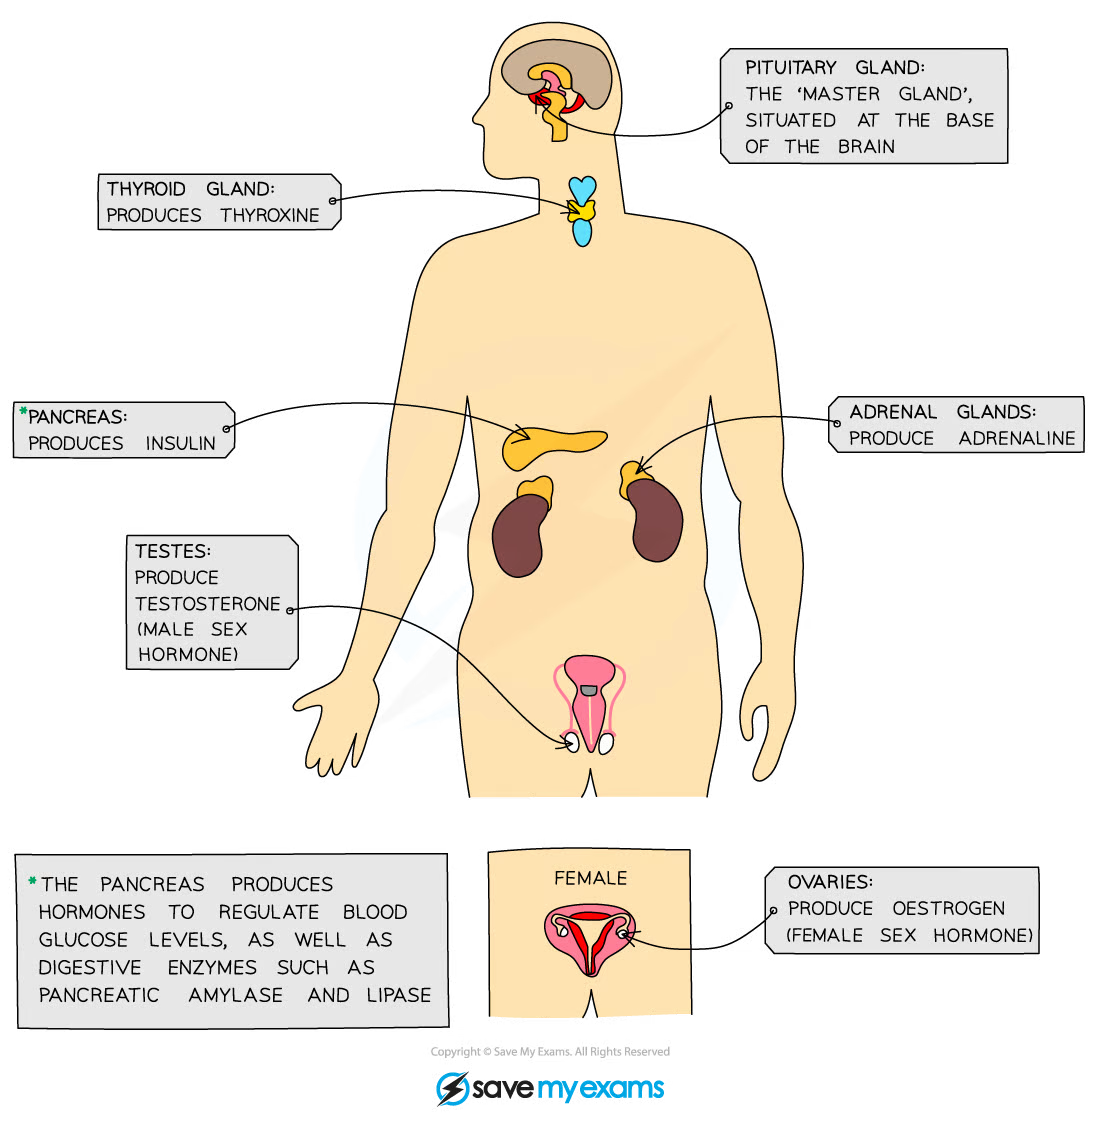 PITUITARY GLAND:
THE ‘MASTER GLAND’,
SITUATED AT THE BASE
OF THE BRAIN
THYROID GLAND:
PRODUCES THYROXINE
*PANCREAS:
PRODUCES INSULIN
ADRENAL GLANDS:
PRODUCE ADRENALINE
TESTES:
PRODUCE
TESTOSTERONE
(MALE SEX
HORMONE)
*THE PANCREAS PRODUCES
HORMONES TO REGULATE BLOOD
GLUCOSE LEVELS, AS WELL AS
DIGESTIVE ENZYMES SUCH AS
PANCREATIC AMYLASE AND LIPASE
FEMALE
OVARIES:
PRODUCE OESTROGEN
(FEMALE SEX HORMONE)
Copyright © Save My Exams. All Rights Reserved
save my exams